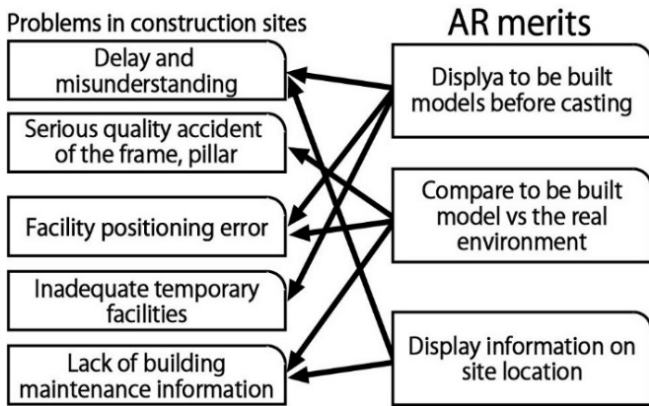 Problems in construction sites
Delay and
misunderstanding
Serious quality accident
of the frame, pillar
Facility positioning error
Inadequate temporary
facilities
Lack of building
maintenance information
AR merits
Displya to be built
models before casting
Compare to be built
model vs the real
environment
Display information on
site location